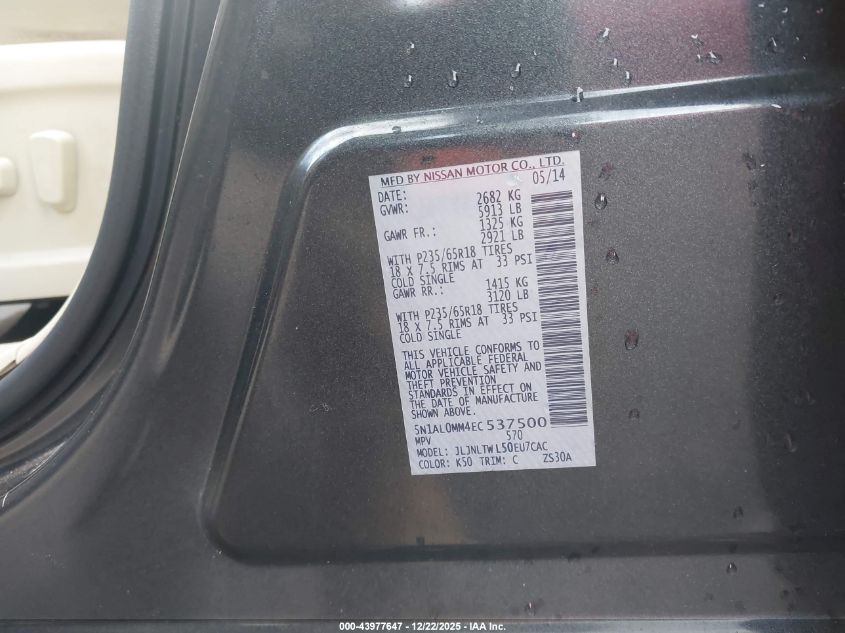 MFD BY NISSAN MOTOR CO., LTD.
DATE: 05/14
GVWR: 2682 KG
5913 LB
GAWR FR.: 1325 KG
2921 LB
WITH P235/65R18 TIRES
18 X 7.5 RIMS AT 33 PSI
COLD SINGLE
GAWR RR.: 1415 KG
3120 LB
WITH P235/65R18 TIRES
18 X 7.5 RIMS AT 33 PSI
COLD SINGLE
THIS VEHICLE CONFORMS TO
ALL APPLICABLE FEDERAL
MOTOR VEHICLE SAFETY AND
THEFT PREVENTION
STANDARDS IN EFFECT ON
THE DATE OF MANUFACTURE
SHOWN ABOVE.
5N1AL0MM4EC537500
MPV 570
MODEL: JLJNLTWL50EU7CAC
COLOR: K50 TRIM: C ZS30A
000-43977647 • 12/22/2025 - IAA Inc.